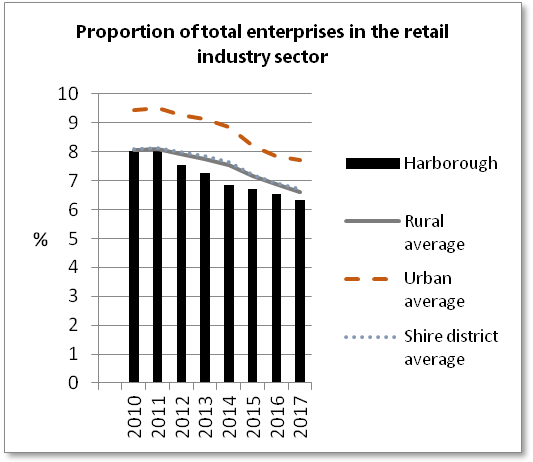 Proportion of total enterprises in the retail
industry sector
10
9
8
7
6
5
4
3
2
1
0
%
2010
2011
2012
2013
2014
2015
2016
2017
Harborough
Rural
average
Urban
average
Shire district
average